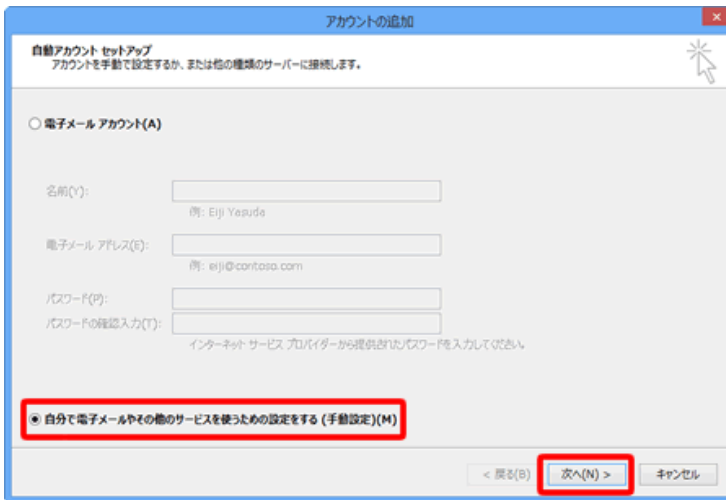 アカウントの追加
自動アカウント セットアップ
アカウントを手動で設定するか、または他の種類のサーバーに接続します。
電子メール アカウント(A)
名前(Y):
例: Eiji Yasuda
電子メール アドレス(E):
例: eiji@contoso.com
パスワード(P):
パスワードの確認入力(T):
インターネット サービス プロバイダーから提供されたパスワードを入力してください。
自分で電子メールやその他のサービスを使うための設定をする (手動設定)(M)
< 戻る(B) 次へ(N) > キャンセル